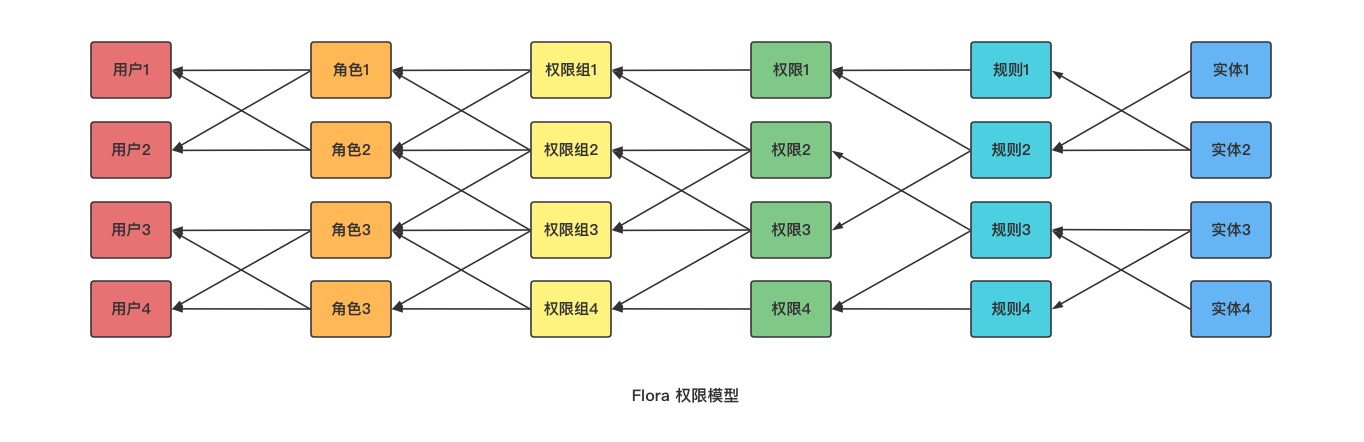 用户1 角色1 权限组1 权限1 规则1 实体1
用户2 角色2 权限组2 权限2 规则2 实体2
用户3 角色3 权限组3 权限3 规则3 实体3
用户4 角色3 权限组4 权限4 规则4 实体4
Flora 权限模型